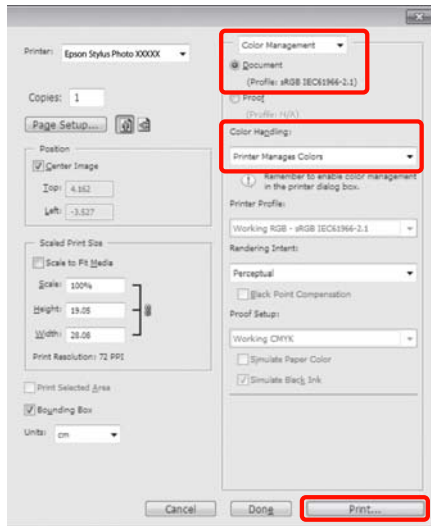 Printer: Epson Stylus Photo XXXXX
Copies: 1
Page Setup...
Position
Center Image
Top: 4.162
Left: -3.527
Scaled Print Size
Scale to Fit Media
Scale: 100%
Height: 19.05
Width: 28.08
Print Resolution: 72 PPI
Print Selected Area
Bounding Box
Units: cm
Color Management
Document
(Profile: sRGB IEC61966-2.1)
Proof
(Profile: N/A)
Color Handling:
Printer Manages Colors
Remember to enable color management
in the printer dialog box.
Printer Profile:
Working RGB - sRGB IEC61966-2.1
Rendering Intent:
Perceptual
Black Point Compensation
Proof Setup:
Working CMYK
Simulate Paper Color
Simulate Black Ink
Cancel
Done
Print...